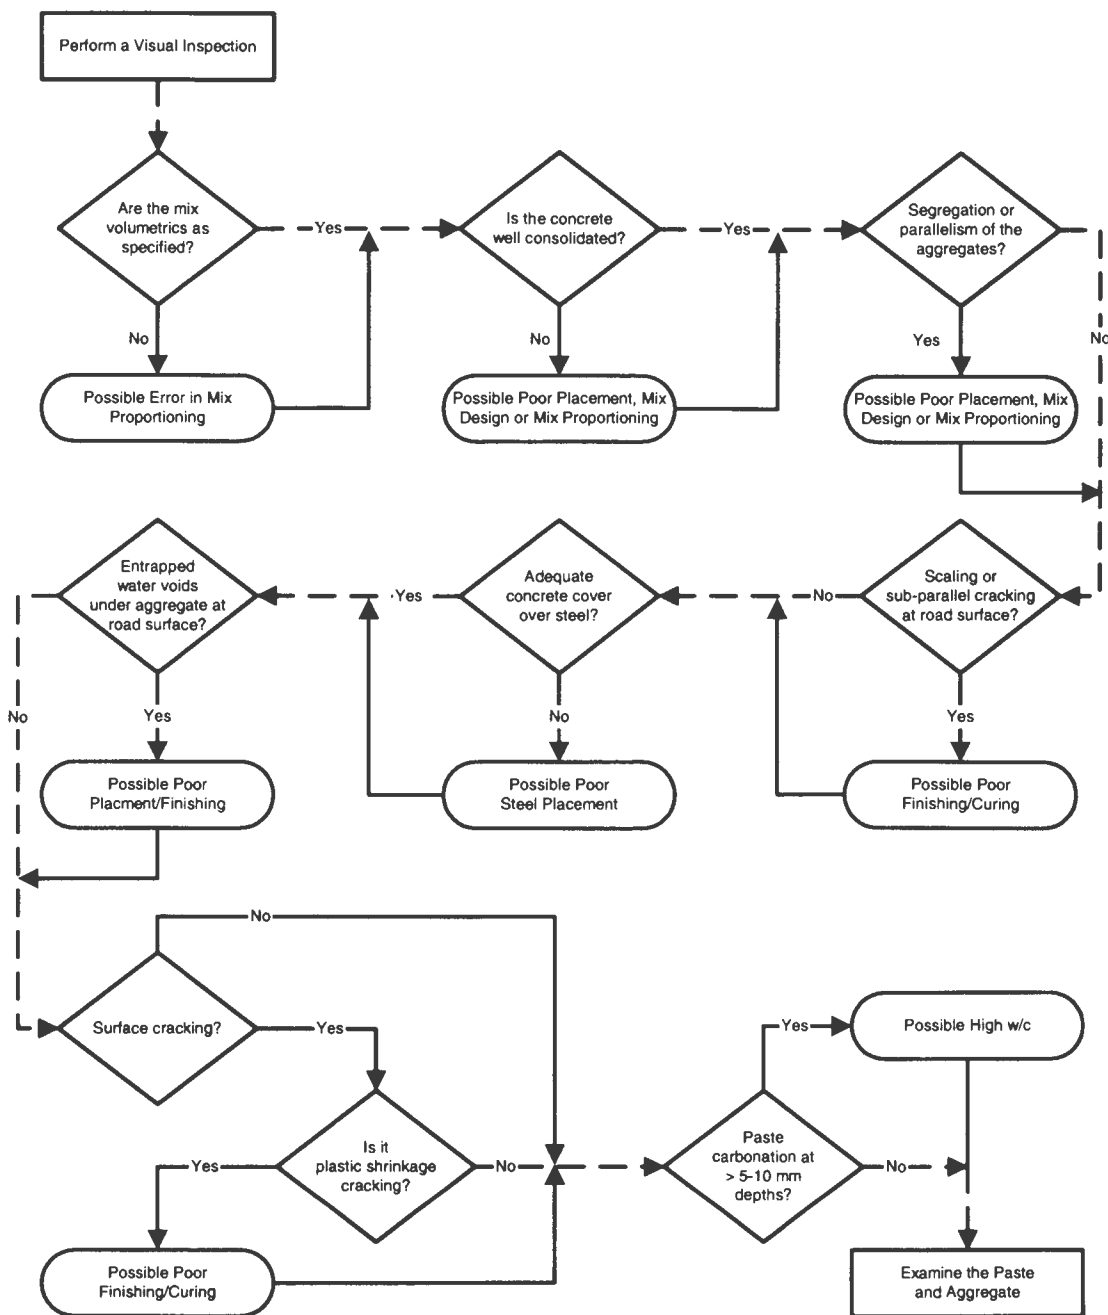 Perform a Visual Inspection
Are the mix
volumetrics as
specified?
Yes
Is the concrete
well consolidated?
Yes
Segregation or
parallelism of the
aggregates?
No
No
Yes
No
Possible Error in Mix
Proportioning
Possible Poor Placement, Mix
Design or Mix Proportioning
Possible Poor Placement, Mix
Design or Mix Proportioning
Entrapped
water voids
under aggregate at
road surface?
Yes
Adequate
concrete cover
over steel?
No
Scaling or
sub-parallel cracking
at road surface?
No
Yes
No
Yes
Possible Poor
Placment/Finishing
Possible Poor
Steel Placement
Possible Poor
Finishing/Curing
No
Surface cracking?
Yes
Yes
Possible High w/c
Yes
Is it
plastic shrinkage
cracking?
No
Paste
carbonation at
> 5-10 mm
depths?
No
Possible Poor
Finishing/Curing
Examine the Paste
and Aggregate